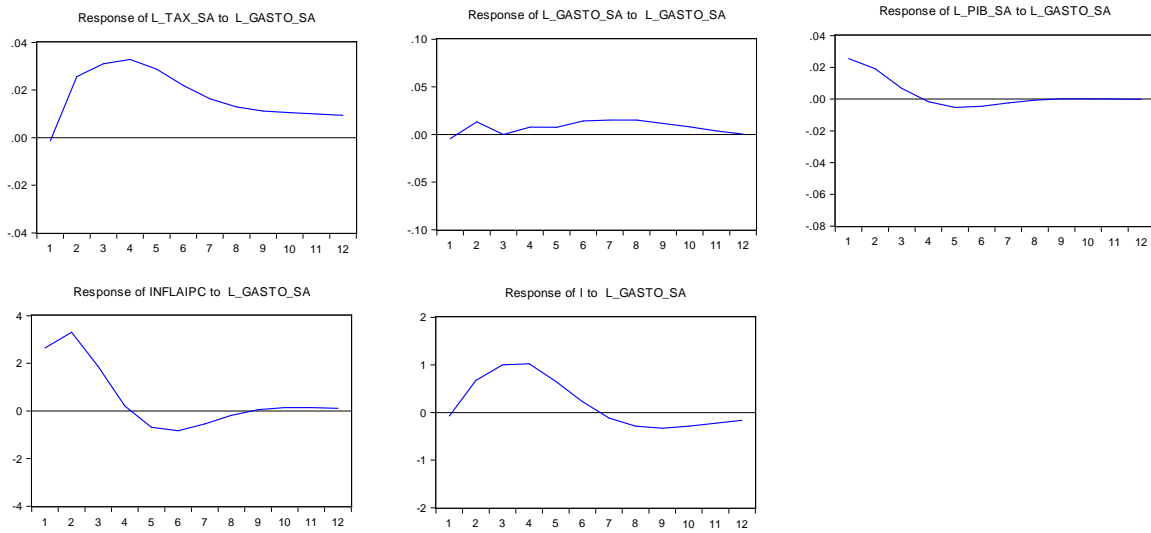 Response of L_TAX_SA to L_GASTO_SA
.04
.02
.00
-.02
-.04
1 2 3 4 5 6 7 8 9 10 11 12
Response of L_GASTO_SA to L_GASTO_SA
.10
.05
.00
-.05
-.10
1 2 3 4 5 6 7 8 9 10 11 12
Response of L_PIB_SA to L_GASTO_SA
.04
.02
.00
-.02
-.04
-.06
-.08
1 2 3 4 5 6 7 8 9 10 11 12
Response of INFLAIPC to L_GASTO_SA
4
2
0
-2
-4
1 2 3 4 5 6 7 8 9 10 11 12
Response of I to L_GASTO_SA
2
1
0
-1
-2
1 2 3 4 5 6 7 8 9 10 11 12